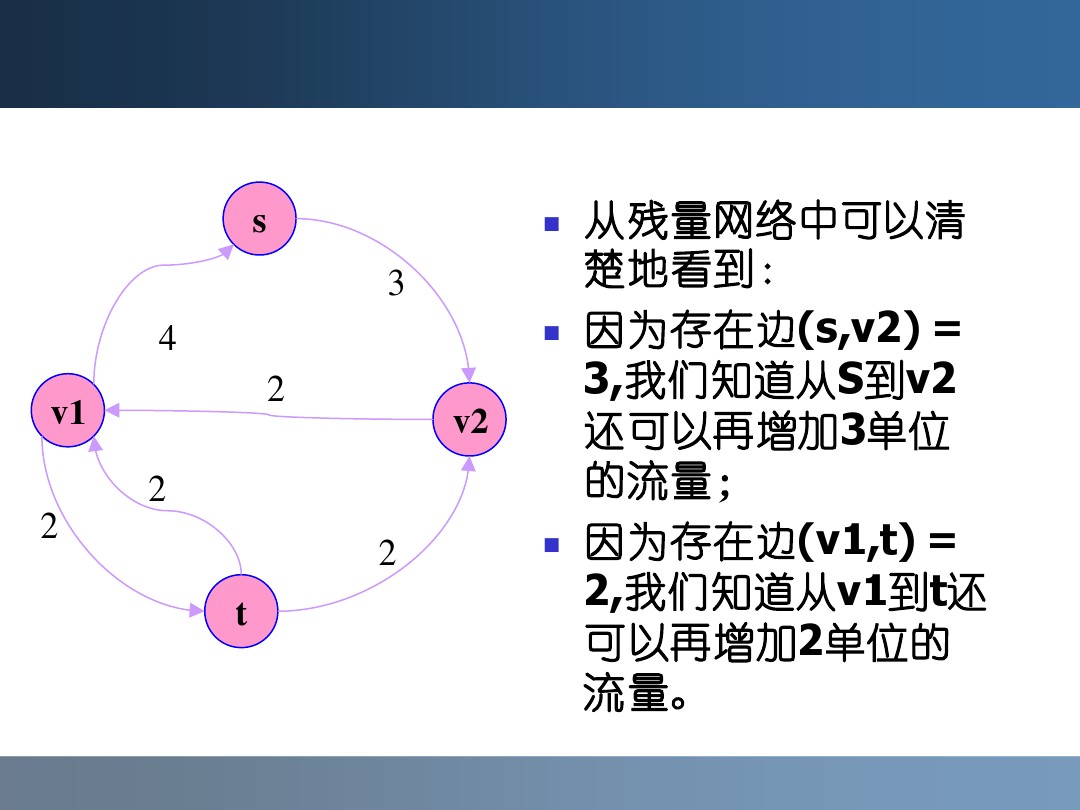 s
3
4
2
v1
v2
2
2
2
t
从残量网络中可以清
楚地看到：
因为存在边(s,v2) =
3,我们知道从S到v2
还可以再增加3单位
的流量；
因为存在边(v1,t) =
2,我们知道从v1到t还
可以再增加2单位的
流量。